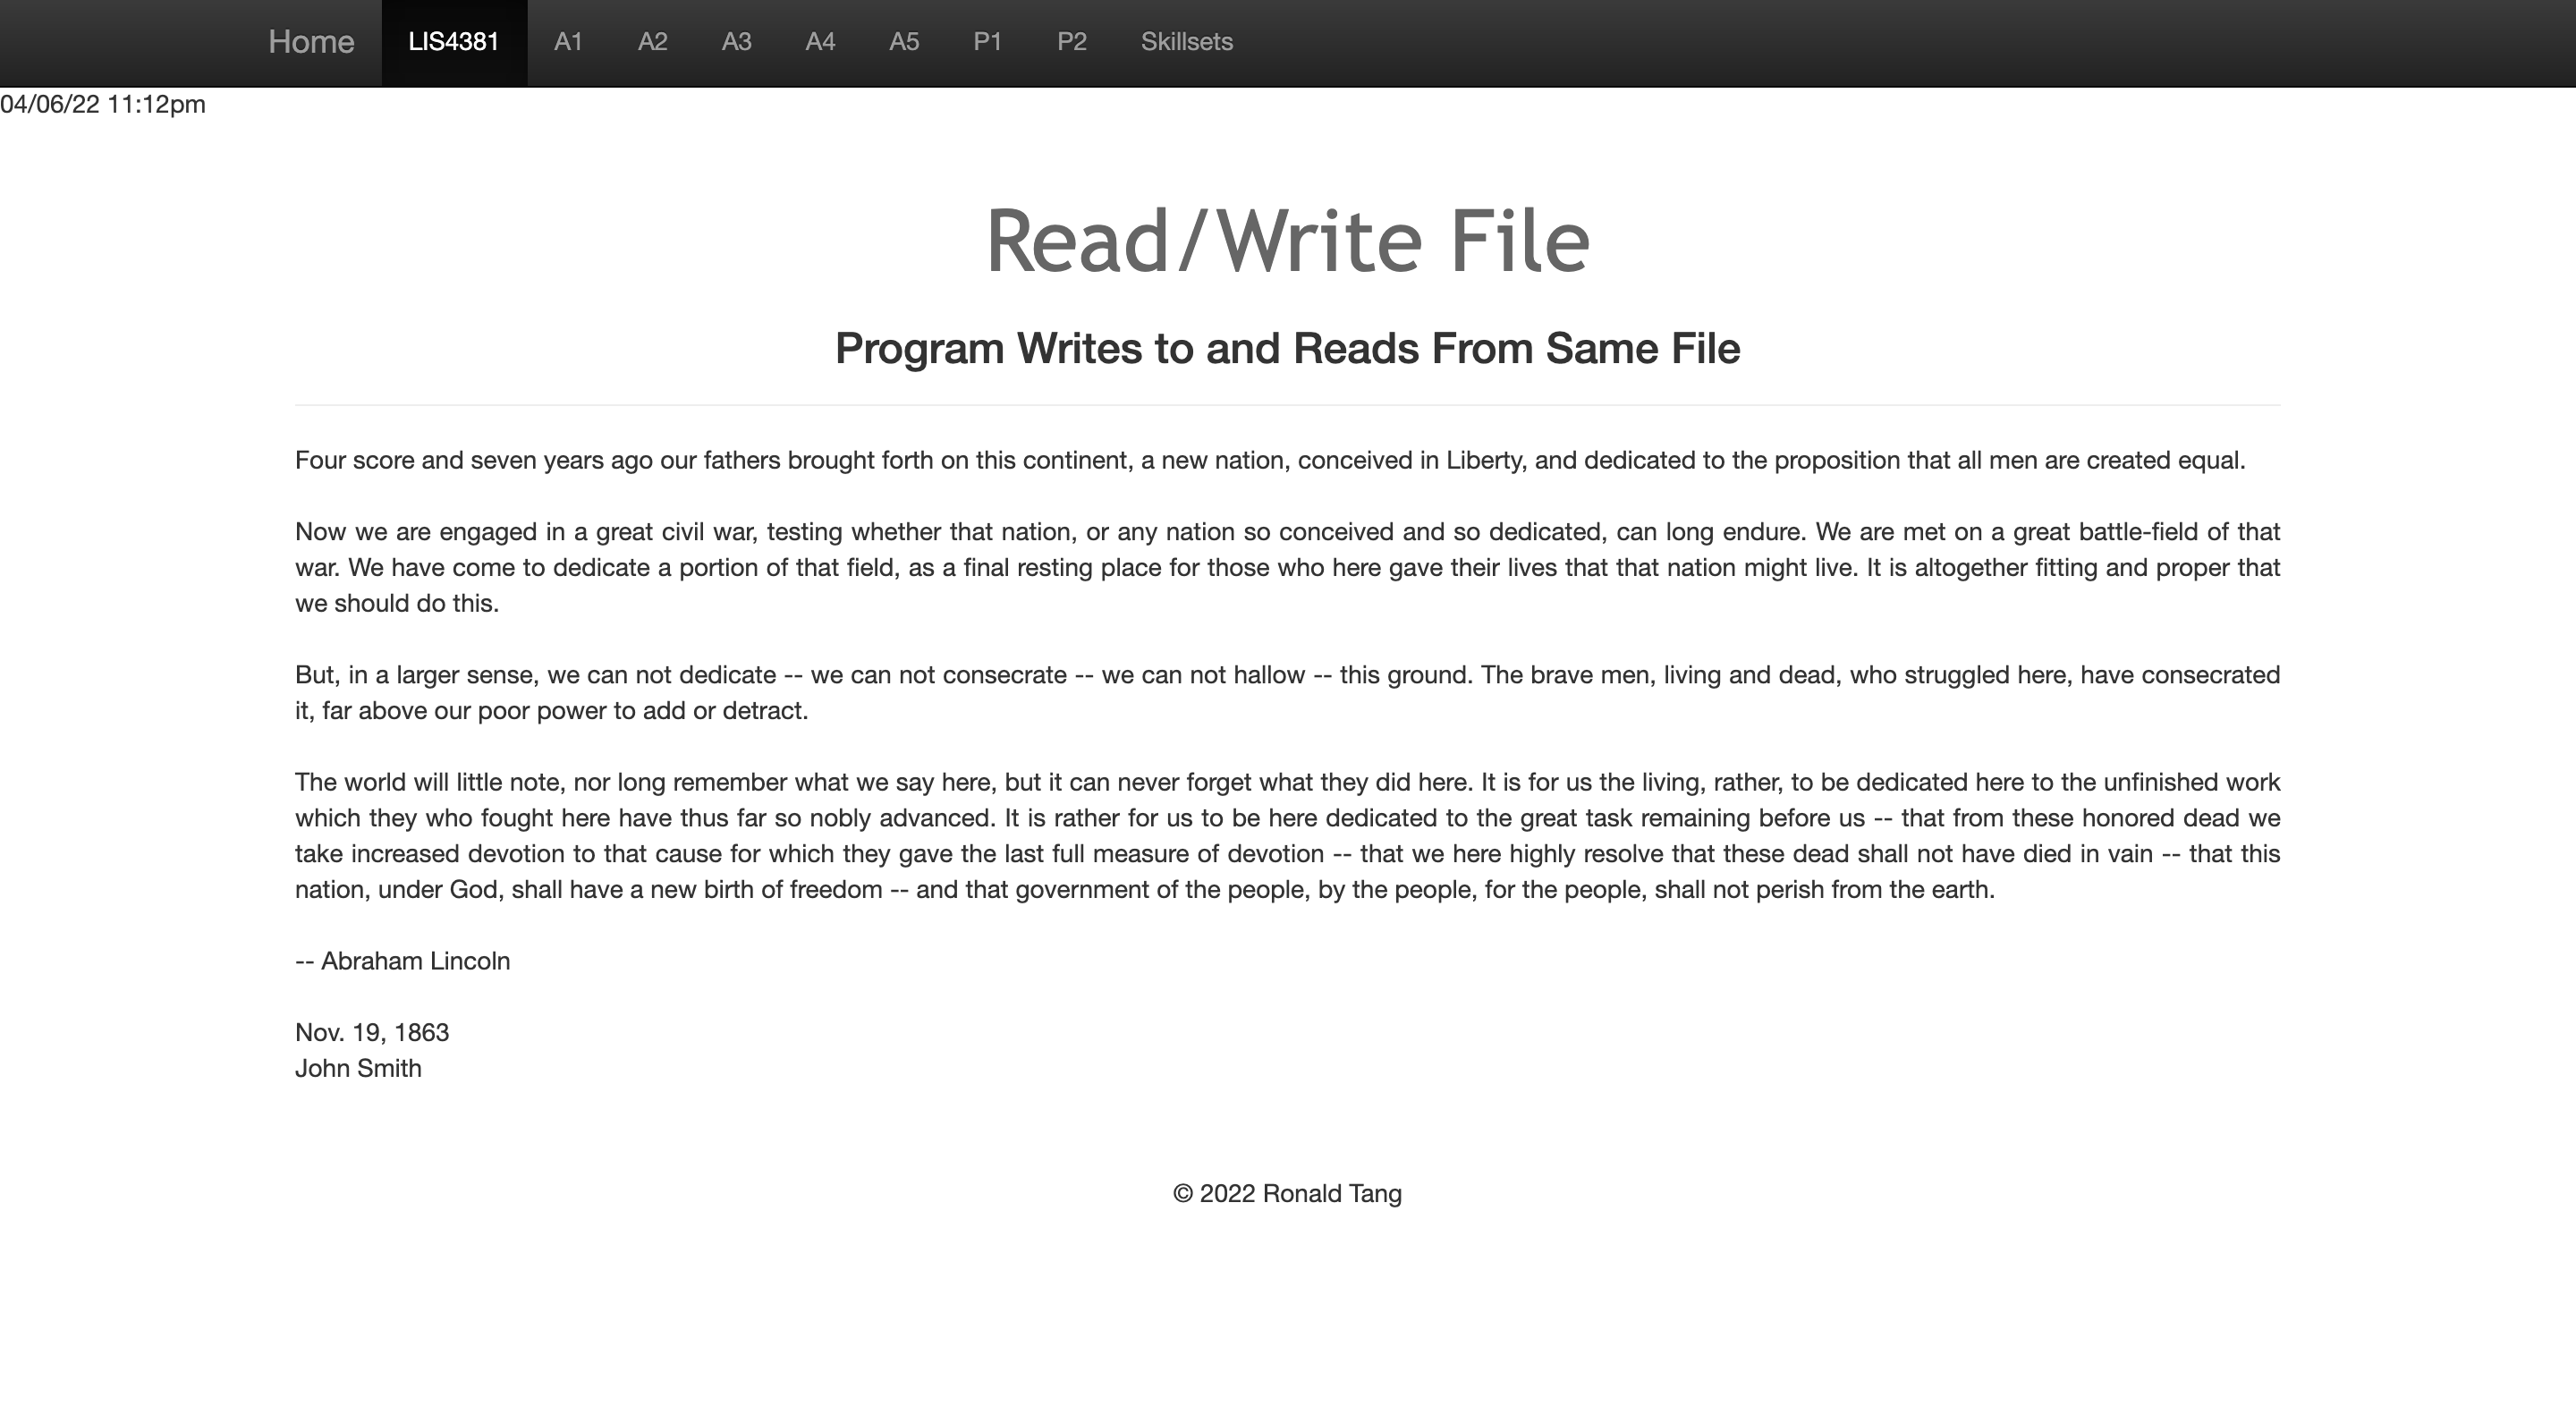 Home LIS4381 A1 A2 A3 A4 A5 P1 P2 Skillsets
04/06/22 11:12pm
Read/Write File
Program Writes to and Reads From Same File
Four score and seven years ago our fathers brought forth on this continent, a new nation, conceived in Liberty, and dedicated to the proposition that all men are created equal.
Now we are engaged in a great civil war, testing whether that nation, or any nation so conceived and so dedicated, can long endure. We are met on a great battle-field of that
war. We have come to dedicate a portion of that field, as a final resting place for those who here gave their lives that that nation might live. It is altogether fitting and proper that
we should do this.
But, in a larger sense, we can not dedicate -- we can not consecrate -- we can not hallow -- this ground. The brave men, living and dead, who struggled here, have consecrated
it, far above our poor power to add or detract.
The world will little note, nor long remember what we say here, but it can never forget what they did here. It is for us the living, rather, to be dedicated here to the unfinished work
which they who fought here have thus far so nobly advanced. It is rather for us to be here dedicated to the great task remaining before us -- that from these honored dead we
take increased devotion to that cause for which they gave the last full measure of devotion -- that we here highly resolve that these dead shall not have died in vain -- that this
nation, under God, shall have a new birth of freedom -- and that government of the people, by the people, for the people, shall not perish from the earth.
-- Abraham Lincoln
Nov. 19, 1863
John Smith
© 2022 Ronald Tang